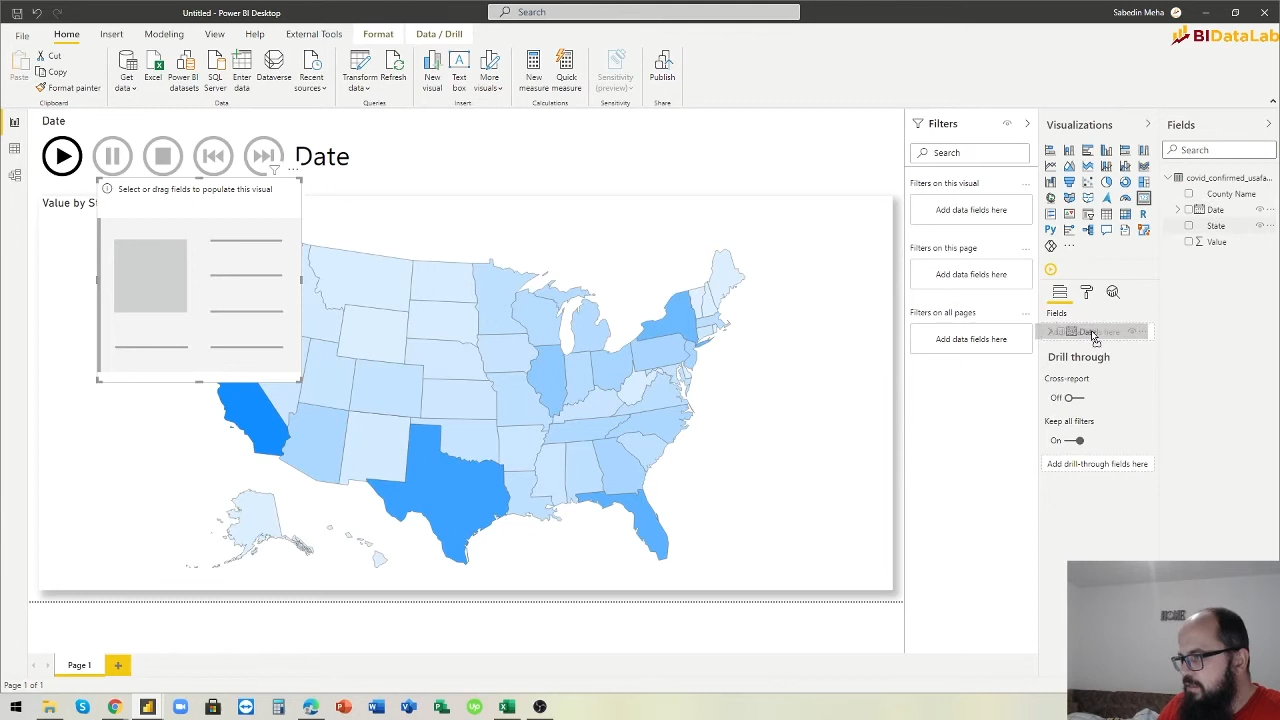 Untitled - Power BI Desktop
Search
Sabedin Meha
File
Home
Insert
Modeling
View
Help
External Tools
Format
Data / Drill
BIDataLab
Paste
Cut
Copy
Format painter
Get data
Excel
Power BI datasets
SQL Server
Enter data
Dataverse
Recent sources
Transform data
Refresh
New visual
Text box
More visuals
New measure
Quick measure
Sensitivity (preview)
Publish
Clipboard
Data
Queries
Insert
Calculations
Sensitivity
Share
Date
Date
Select or drag fields to populate this visual
Value by St
Filters
Search
Filters on this visual
Add data fields here
Filters on this page
Add data fields here
Filters on all pages
Add data fields here
Visualizations
Fields
Drill through
Cross-report
Off
Keep all filters
On
Add drill-through fields here
Fields
Search
covid_confirmed_usafa...
County Name
Date
State
Value
HOME
Page 1
Page 1 of 1